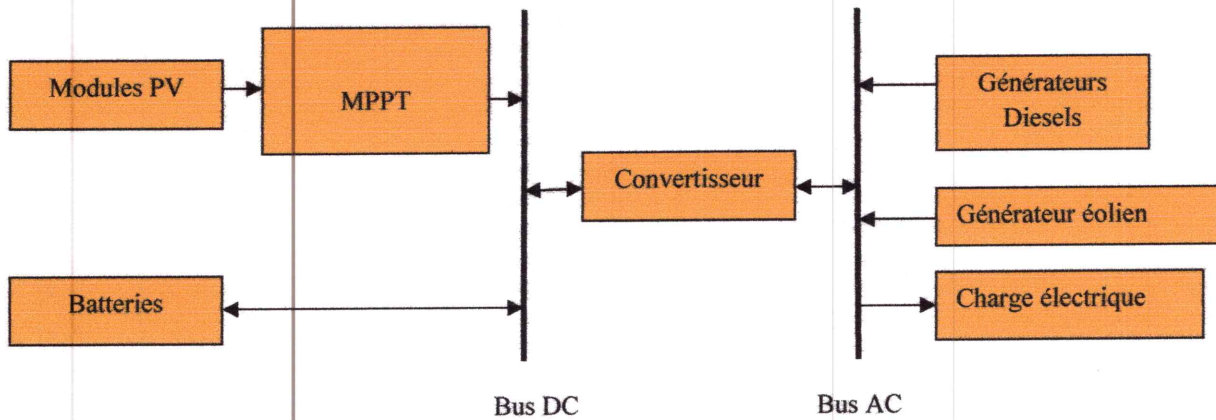 Modules PV
MPPT
Générateurs
Diesels
Convertisseur
Générateur éolien
Batteries
Charge électrique
Bus DC
Bus AC